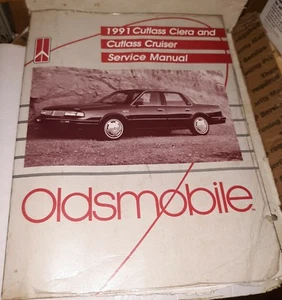 1991 Cutlass Ciera and
Cutlass Cruiser
Service Manual
Oldsmobile